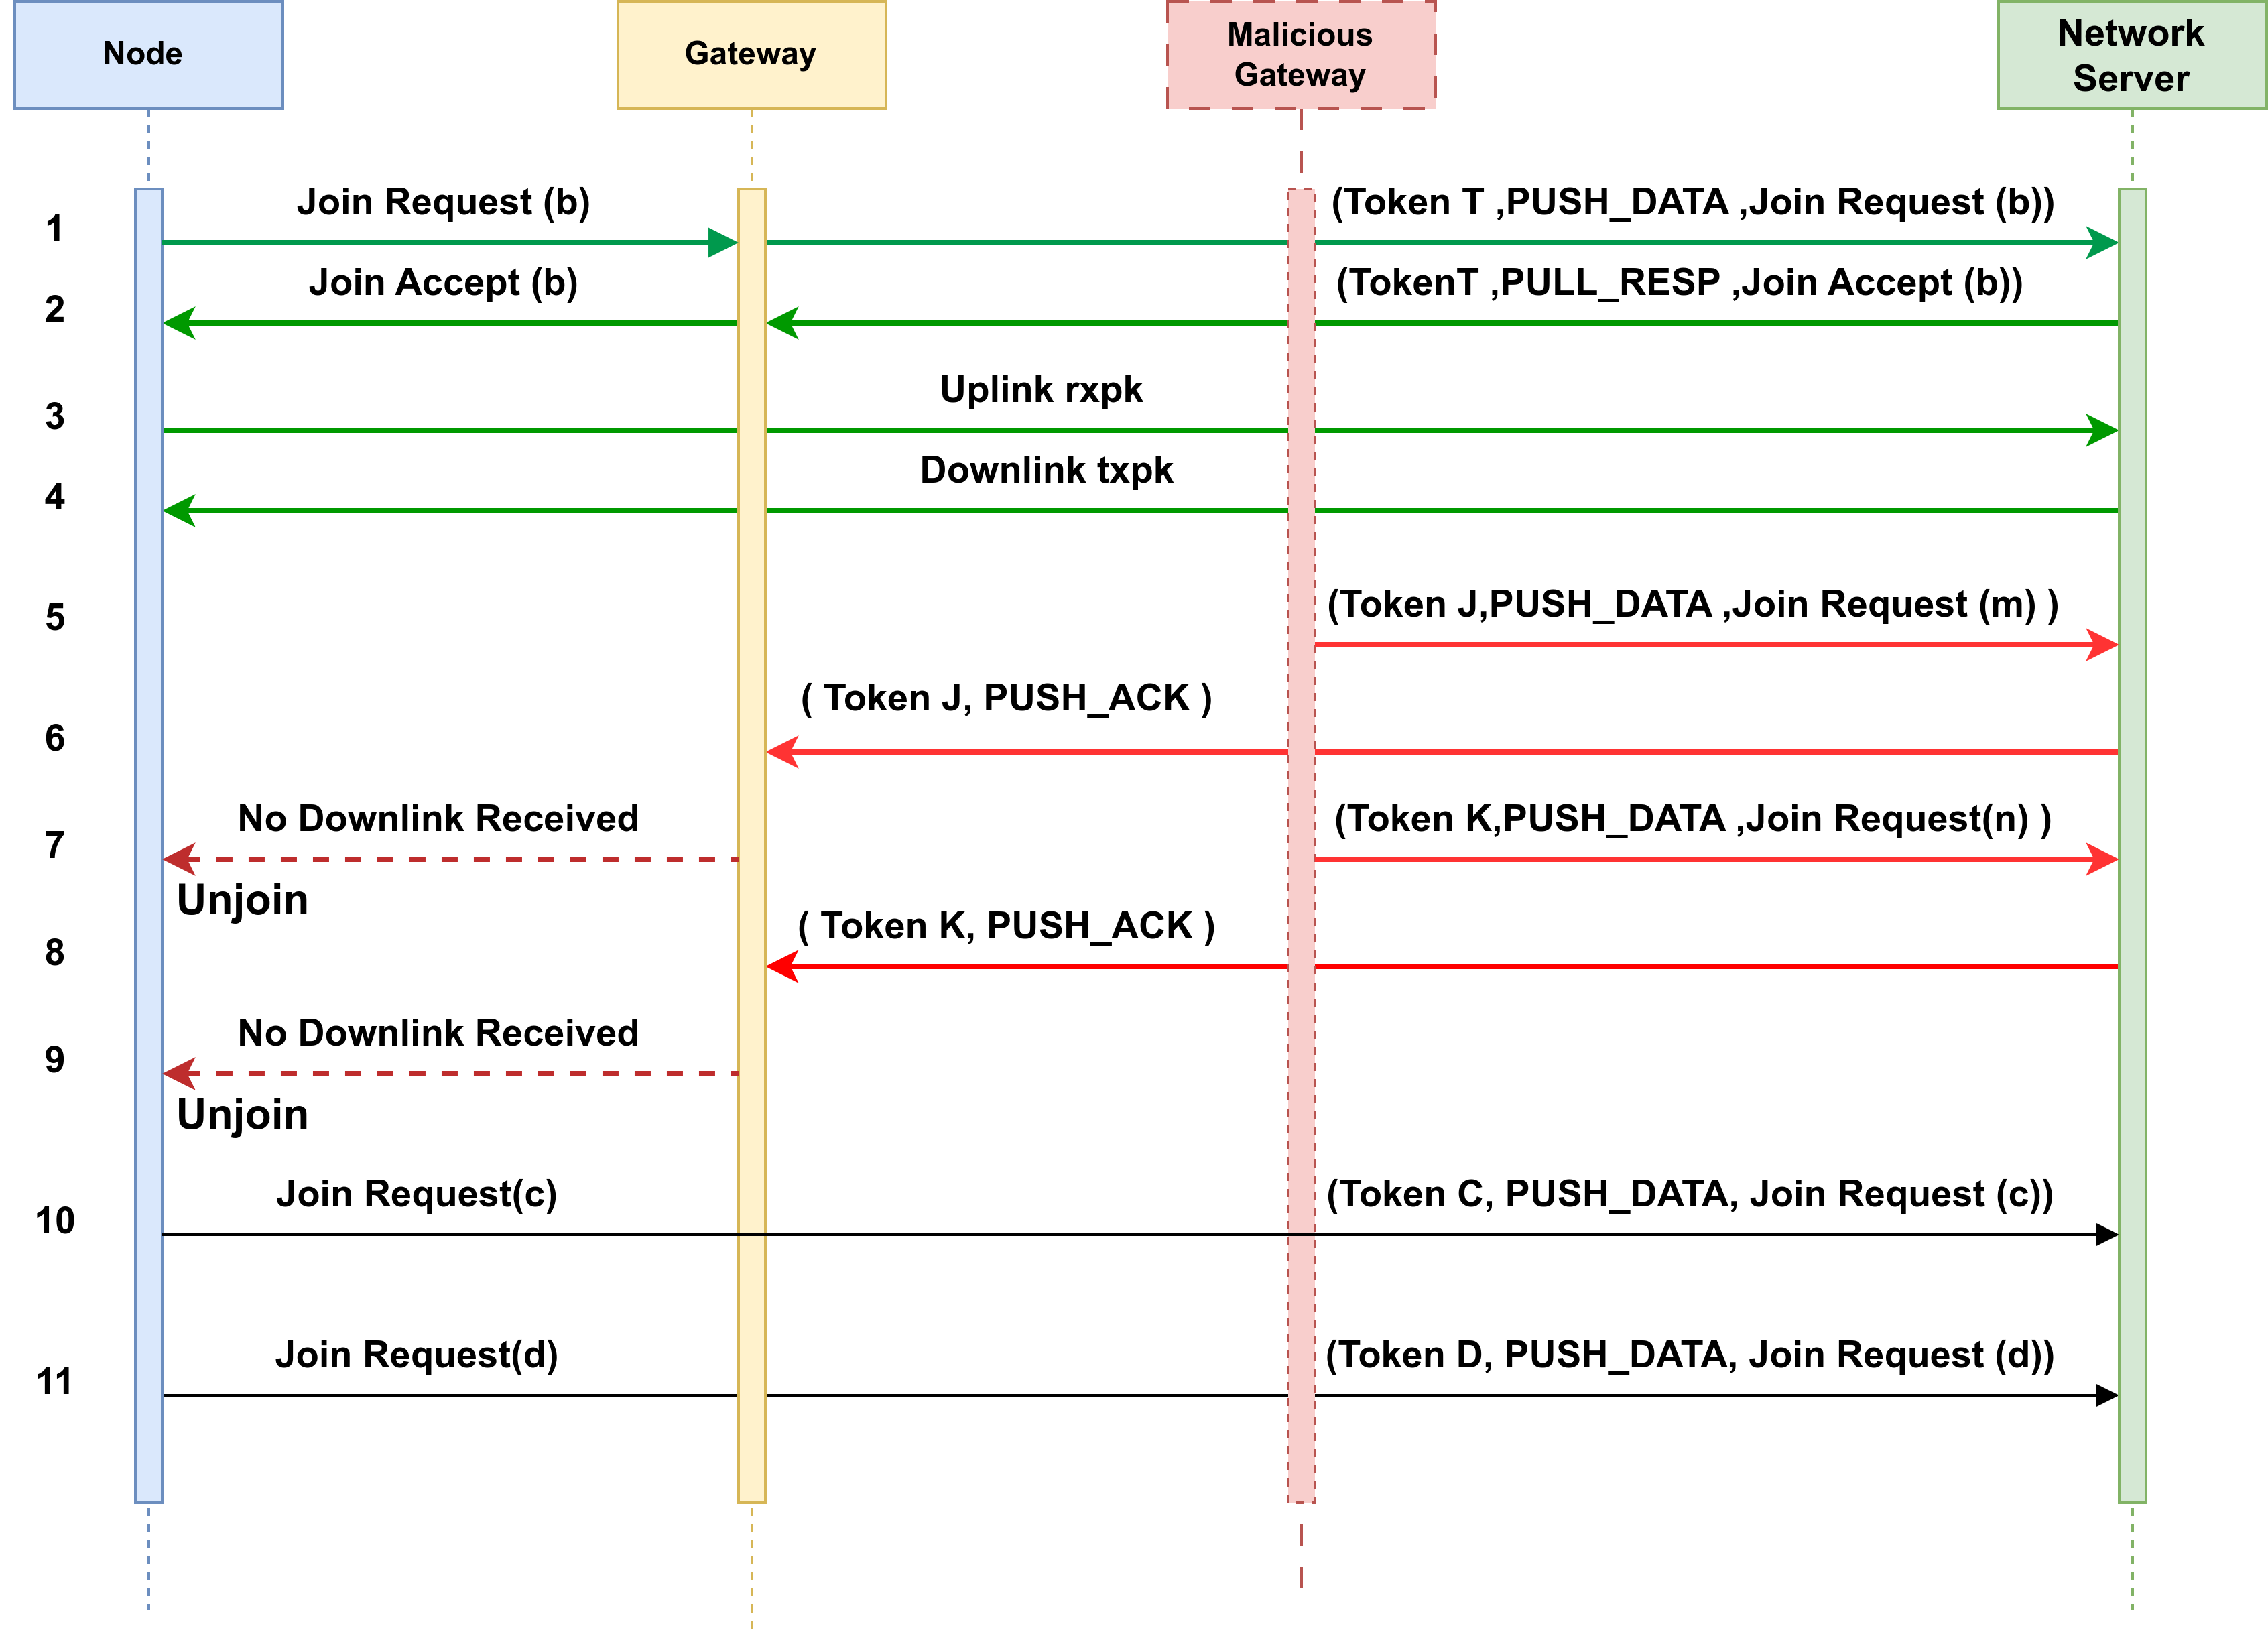 Node
Gateway
Malicious
Gateway
Network
Server
1
Join Request (b)
(Token T ,PUSH_DATA ,Join Request (b))
2
Join Accept (b)
(TokenT ,PULL_RESP ,Join Accept (b))
3
Uplink rxpk
4
Downlink txpk
5
(Token J,PUSH_DATA ,Join Request (m) )
6
( Token J, PUSH_ACK )
7
No Downlink Received
(Token K,PUSH_DATA ,Join Request(n) )
Unjoin
8
( Token K, PUSH_ACK )
9
No Downlink Received
Unjoin
10
Join Request(c)
(Token C, PUSH_DATA, Join Request (c))
11
Join Request(d)
(Token D, PUSH_DATA, Join Request (d))